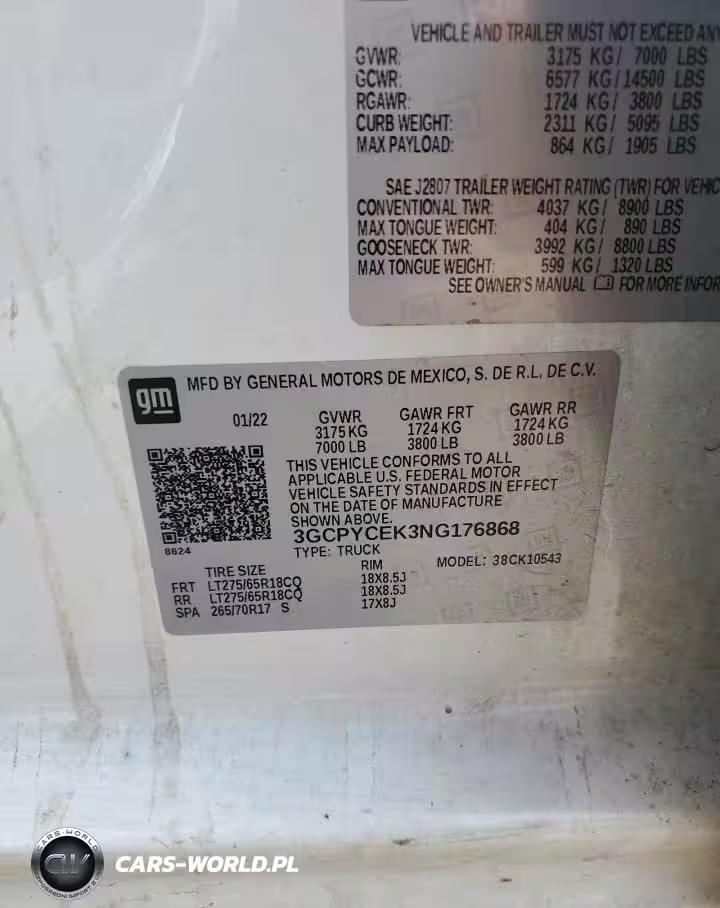 VEHICLE AND TRAILER MUST NOT EXCEED ANY
GVWR: 3175 KG/ 7000 LBS
GCWR: 6577 KG/14500 LBS
RGAWR: 1724 KG/ 3800 LBS
CURB WEIGHT: 2311 KG/ 5095 LBS
MAX PAYLOAD: 864 KG/ 1905 LBS
SAE J2807 TRAILER WEIGHT RATING (TWR) FOR VEHIC
CONVENTIONAL TWR: 4037 KG/ 8900 LBS
MAX TONGUE WEIGHT: 404 KG/ 890 LBS
GOOSENECK TWR: 3992 KG/ 8800 LBS
MAX TONGUE WEIGHT: 599 KG/ 1320 LBS
SEE OWNER'S MANUAL FOR MORE INFOR
gm MFD BY GENERAL MOTORS DE MEXICO, S. DE R.L. DE C.V.
01/22 GVWR GAWR FRT GAWR RR
3175 KG 1724 KG 1724 KG
7000 LB 3800 LB 3800 LB
THIS VEHICLE CONFORMS TO ALL
APPLICABLE U.S. FEDERAL MOTOR
VEHICLE SAFETY STANDARDS IN EFFECT
ON THE DATE OF MANUFACTURE
SHOWN ABOVE.
3GCPYCEK3NG176868
8624
TYPE: TRUCK MODEL: 38CK10543
TIRE SIZE RIM
FRT LT275/65R18CQ 18X8.5J
RR LT275/65R18CQ 18X8.5J
SPA 265/70R17 S 17X8J
CARS-WORLD
CARS-WORLD.PL